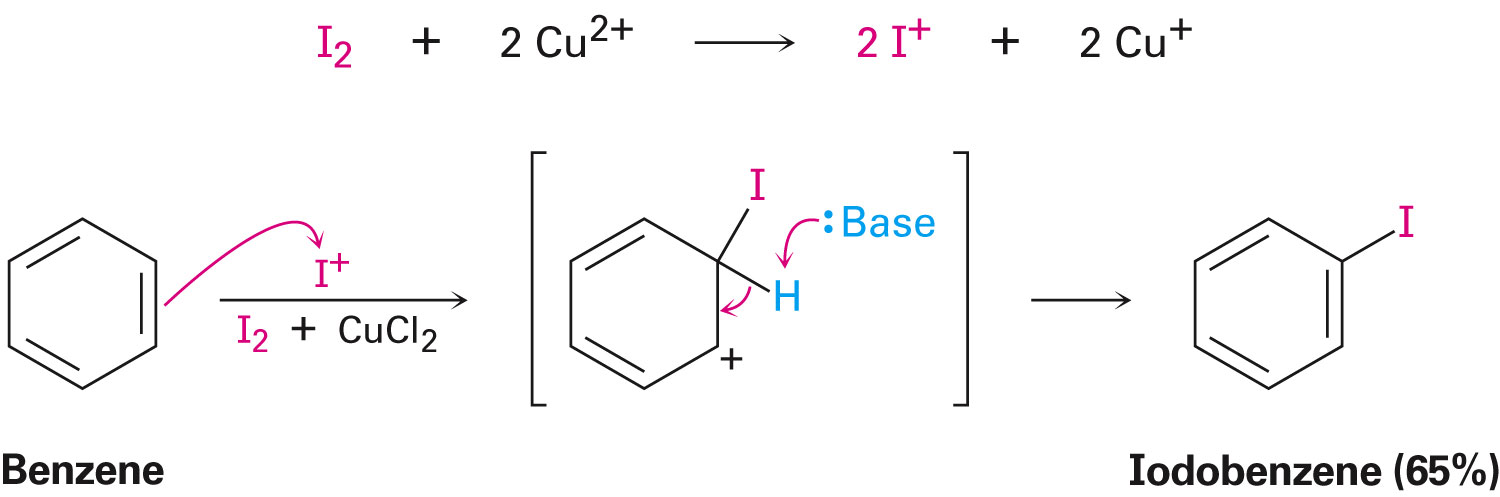 I₂ + 2 Cu²⁺ ⟶ 2 I⁺ + 2 Cu⁺
I
:Base
I
I⁺
H
I₂ + CuCl₂
+
Benzene
Iodobenzene (65%)